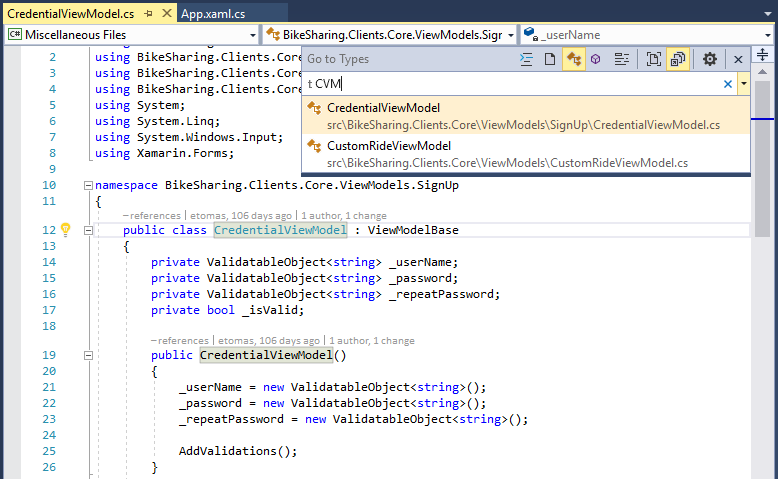 CredentialViewModel.cs App.xaml.cs
C# Miscellaneous Files BikeSharing.Clients.Core.ViewModels.Sign _userName
Go to Types
t CVM
CredentialViewModel
src\BikeSharing.Clients.Core\ViewModels\SignUp\CredentialViewModel.cs
CustomRideViewModel
src\BikeSharing.Clients.Core\ViewModels\CustomRideViewModel.cs
2 using BikeSharing.Clients.Core
3 using BikeSharing.Clients.Core
4 using BikeSharing.Clients.Core
5 using System;
6 using System.Linq;
7 using System.Windows.Input;
8 using Xamarin.Forms;
9
10 namespace BikeSharing.Clients.Core.ViewModels.SignUp
11 {
– references | etomas, 106 days ago | 1 author, 1 change
12 public class CredentialViewModel : ViewModelBase
13 {
14 private ValidatableObject<string> _userName;
15 private ValidatableObject<string> _password;
16 private ValidatableObject<string> _repeatPassword;
17 private bool _isValid;
18
– references | etomas, 106 days ago | 1 author, 1 change
19 public CredentialViewModel()
20 {
21 _userName = new ValidatableObject<string>();
22 _password = new ValidatableObject<string>();
23 _repeatPassword = new ValidatableObject<string>();
24
25 AddValidations();
26 }